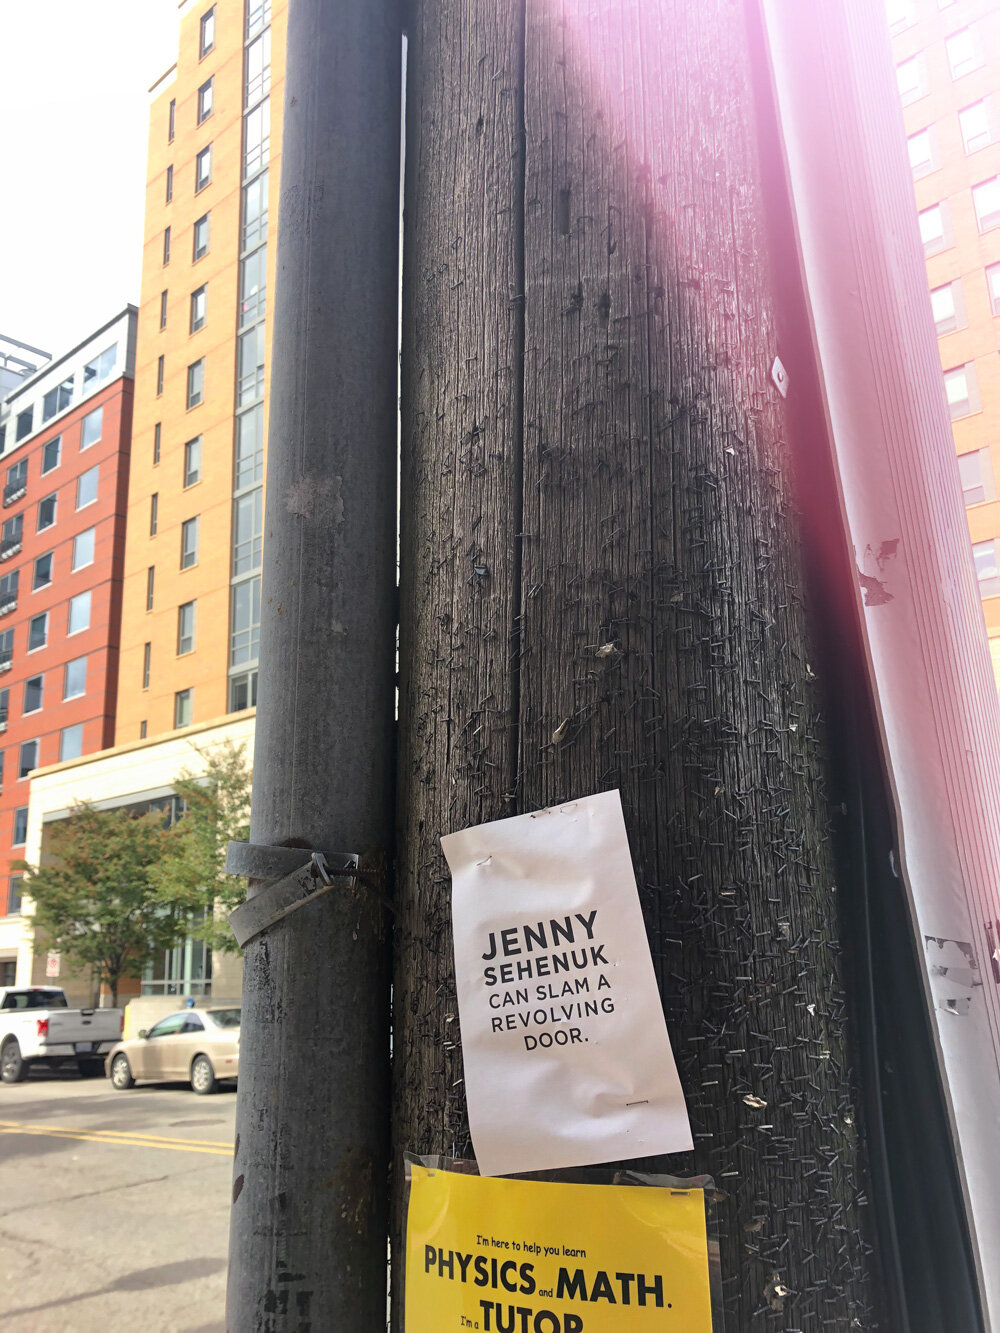 JENNY
SEHENUK
CAN SLAM A
REVOLVING
DOOR.
I'm here to help you learn
PHYSICS and MATH.
I'm a TUTOR